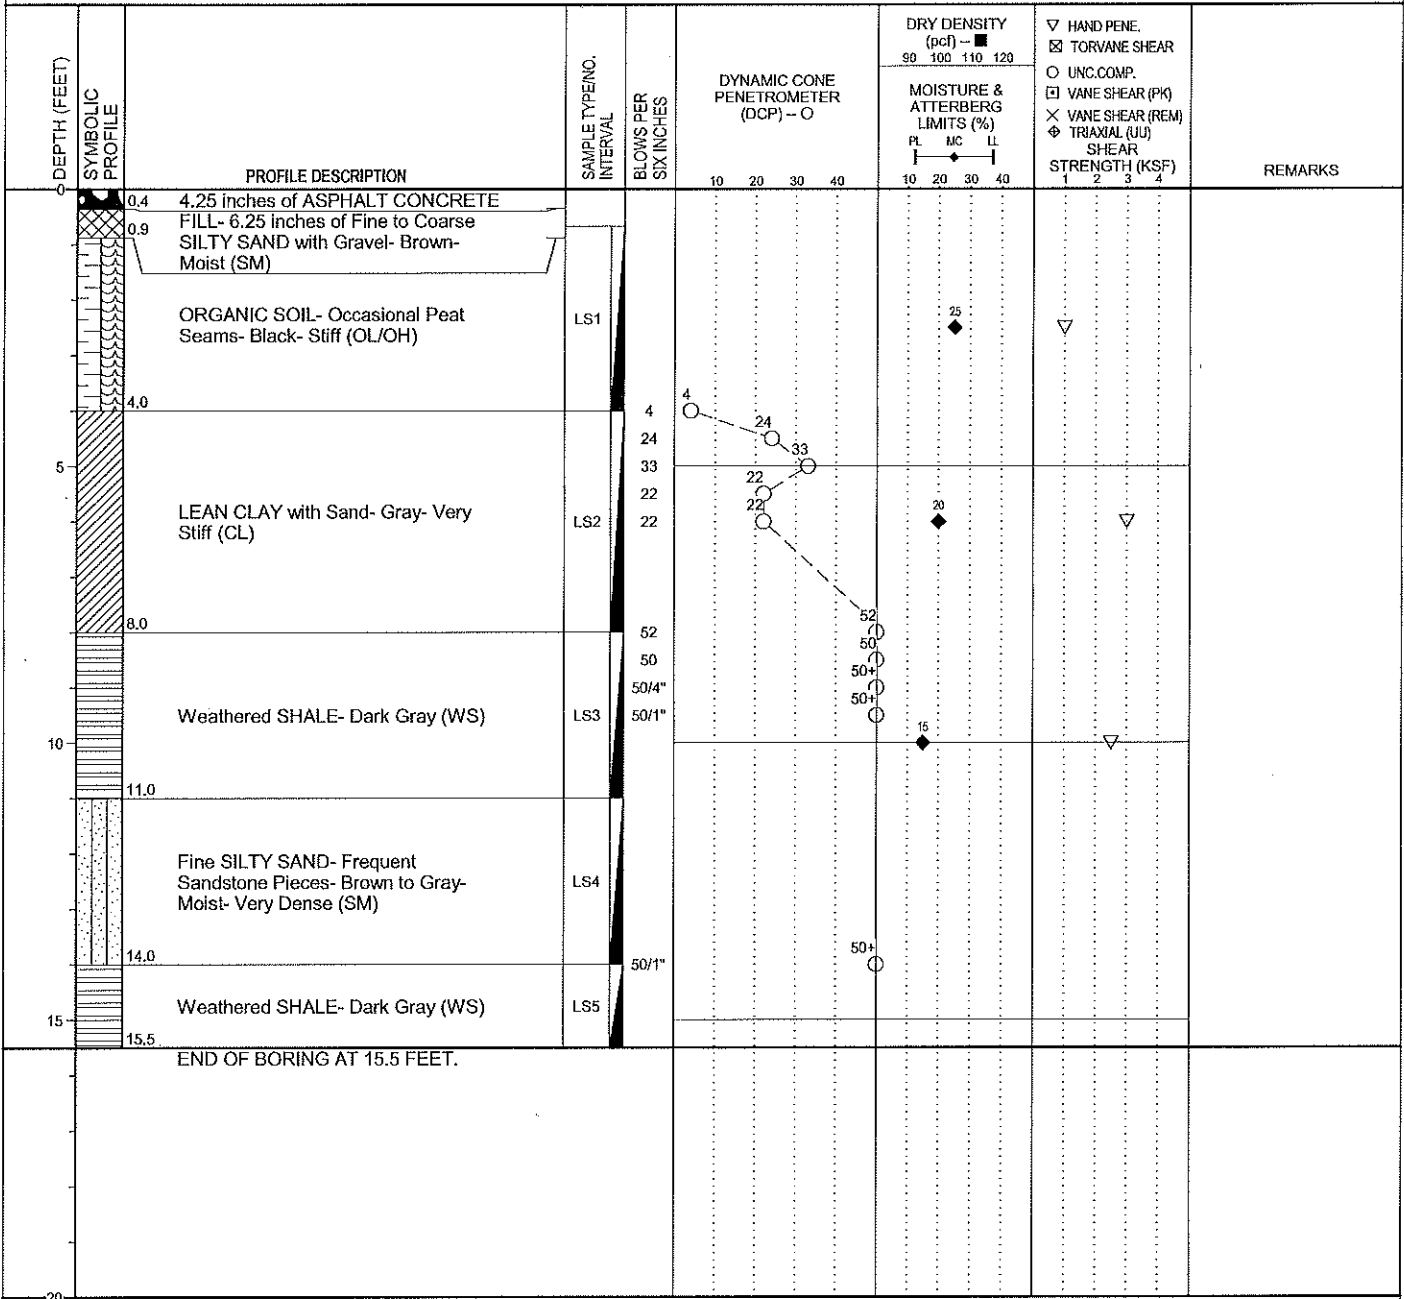 DEPTH (FEET)
SYMBOLIC
PROFILE
PROFILE DESCRIPTION
SAMPLE TYPE/NO.
INTERVAL
BLOWS PER
SIX INCHES
DYNAMIC CONE
PENETROMETER
(DCP) -- O
10 20 30 40
DRY DENSITY
(pcf) -- ■
90 100 110 120
MOISTURE &
ATTERBERG
LIMITS (%)
PL MC LL
10 20 30 40
▽ HAND PENE.
☒ TORVANE SHEAR
○ UNC.COMP.
⊡ VANE SHEAR (PK)
× VANE SHEAR (REM)
⌖ TRIAXIAL (UU)
SHEAR
STRENGTH (KSF)
1 2 3 4
REMARKS
0
0.4 4.25 inches of ASPHALT CONCRETE
0.9 FILL- 6.25 inches of Fine to Coarse
SILTY SAND with Gravel- Brown-
Moist (SM)
ORGANIC SOIL- Occasional Peat
Seams- Black- Stiff (OL/OH)
LS1
25
4.0
4
4
24
24
5
33
33
22
22
LEAN CLAY with Sand- Gray- Very
Stiff (CL)
LS2
22
22
20
8.0
52
52
50
50
50/4"
50+
Weathered SHALE- Dark Gray (WS)
LS3
50/1"
50+
10
15
11.0
Fine SILTY SAND- Frequent
Sandstone Pieces- Brown to Gray-
Moist- Very Dense (SM)
LS4
14.0
50/1"
50+
Weathered SHALE- Dark Gray (WS)
LS5
15
15.5
END OF BORING AT 15.5 FEET.
20